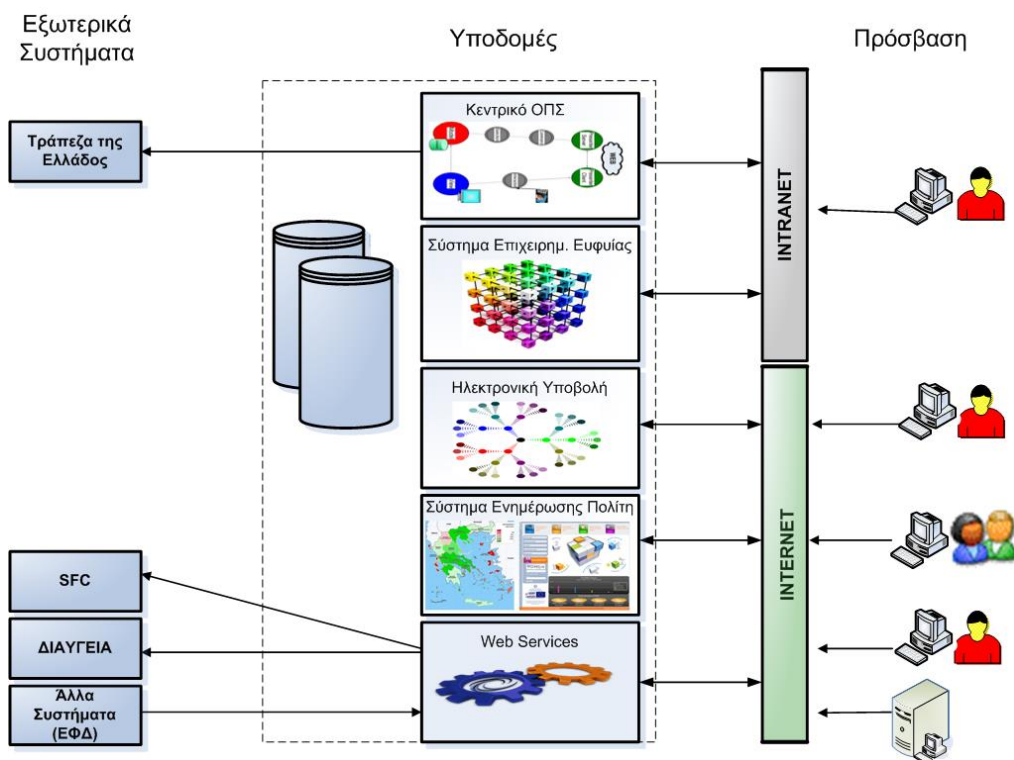 Εξωτερικά
Συστήματα
Υποδομές
Πρόσβαση
Κεντρικό ΟΠΣ
WEB
Τράπεζα της
Ελλάδος
Σύστημα Επιχειρημ. Ευφυίας
INTRANET
Ηλεκτρονική Υποβολή
Σύστημα Ενημέρωσης Πολίτη
INTERNET
SFC
ΔΙΑΥΓΕΙΑ
Άλλα
Συστήματα
(ΕΦΔ)
Web Services